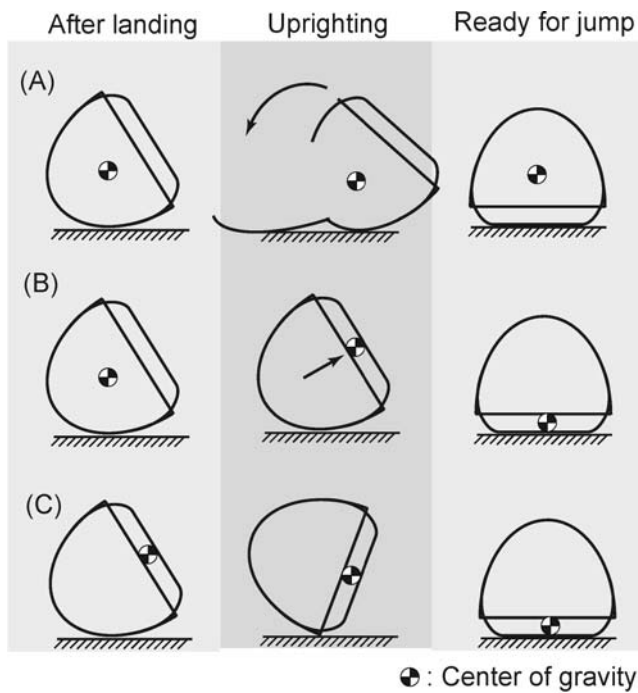 After landing Uprighting Ready for jump
(A)
(B)
(C)
: Center of gravity